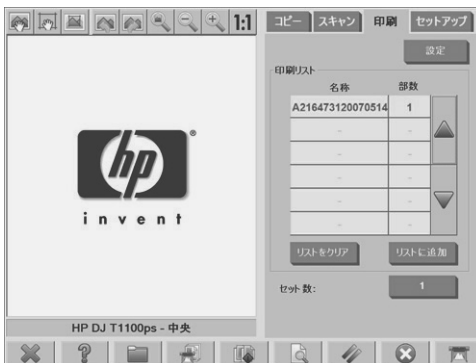 1:1
コピー スキャン 印刷 セットアップ
設定
印刷リスト
名称 部数
A216473120070514 1
hp
invent
リストをクリア リストに追加
セット数: 1
HP DJ T1100ps - 中央